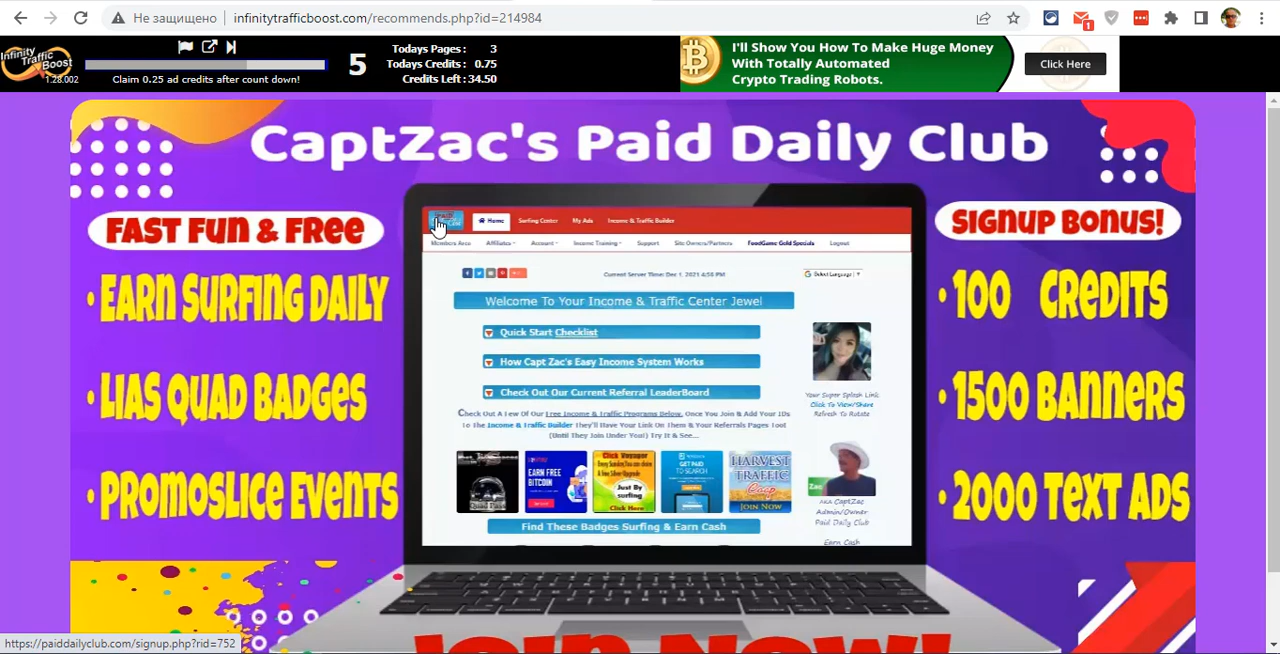 Не защищено
infinitytrafficboost.com/recommends.php?id=214984
1
Infinity
Traffic
Boost
1.28.002
Claim 0.25 ad credits after count down!
5
Todays Pages : 3
Todays Credits : 0.75
Credits Left : 34.50
I'll Show You How To Make Huge Money
With Totally Automated
Crypto Trading Robots.
Click Here
CaptZac's Paid Daily Club
FAST FUN & FREE
• EARN SURFING DAILY
• LIAS QUAD BADGES
• PROMOSLICE EVENTS
Home
Surfing Center
My Ads
Income & Traffic Builder
Members Area
Affiliates
Account
Income Training
Support
Site Owners/Partners
FoodGame Gold Specials
Logout
Current Server Time: Dec 1, 2021 4:58 PM
G Select Language
Welcome To Your Income & Traffic Center Jewel
Quick Start Checklist
How Capt Zac's Easy Income System Works
Check Out Our Current Referral LeaderBoard
Check Out A Few Of Our Free Income & Traffic Programs Below. Once You Join & Add Your IDs
To The Income & Traffic Builder They'll Have Your Link On Them & Your Referrals Pages Too!
(Until They Join Under You!) Try It & See...
Your Super Splash Link
Click To View/Share
Refresh To Rotate
EARN FREE
BITCOIN
Click Voyager
Just By
surfing
Click Here
GET PAID
TO SEARCH
HARVEST
TRAFFIC
Coop
JOIN NOW
Zac
AKA CaptZac
Admin/Owner
Paid Daily Club
Earn Cash
Find These Badges Surfing & Earn Cash
SIGNUP BONUS!
• 100 CREDITS
• 1500 BANNERS
• 2000 TEXT ADS
JOIN NOW!
https://paiddailyclub.com/signup.php?rid=752